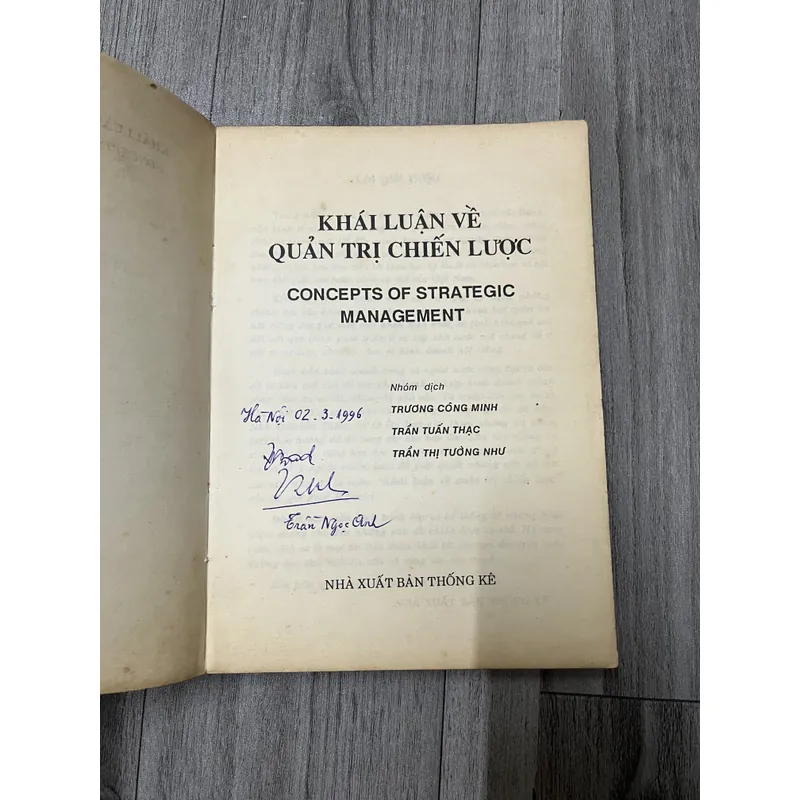 KHÁI LUẬN VỀ
QUẢN TRỊ CHIẾN LƯỢC
CONCEPTS OF STRATEGIC
MANAGEMENT
Nhóm dịch
TRƯƠNG CÔNG MINH
TRẦN TUẤN THẠC
TRẦN THỊ TƯỜNG NHƯ
Hà Nội 02-3-1996
Trần Ngọc Anh
NHÀ XUẤT BẢN THỐNG KÊ